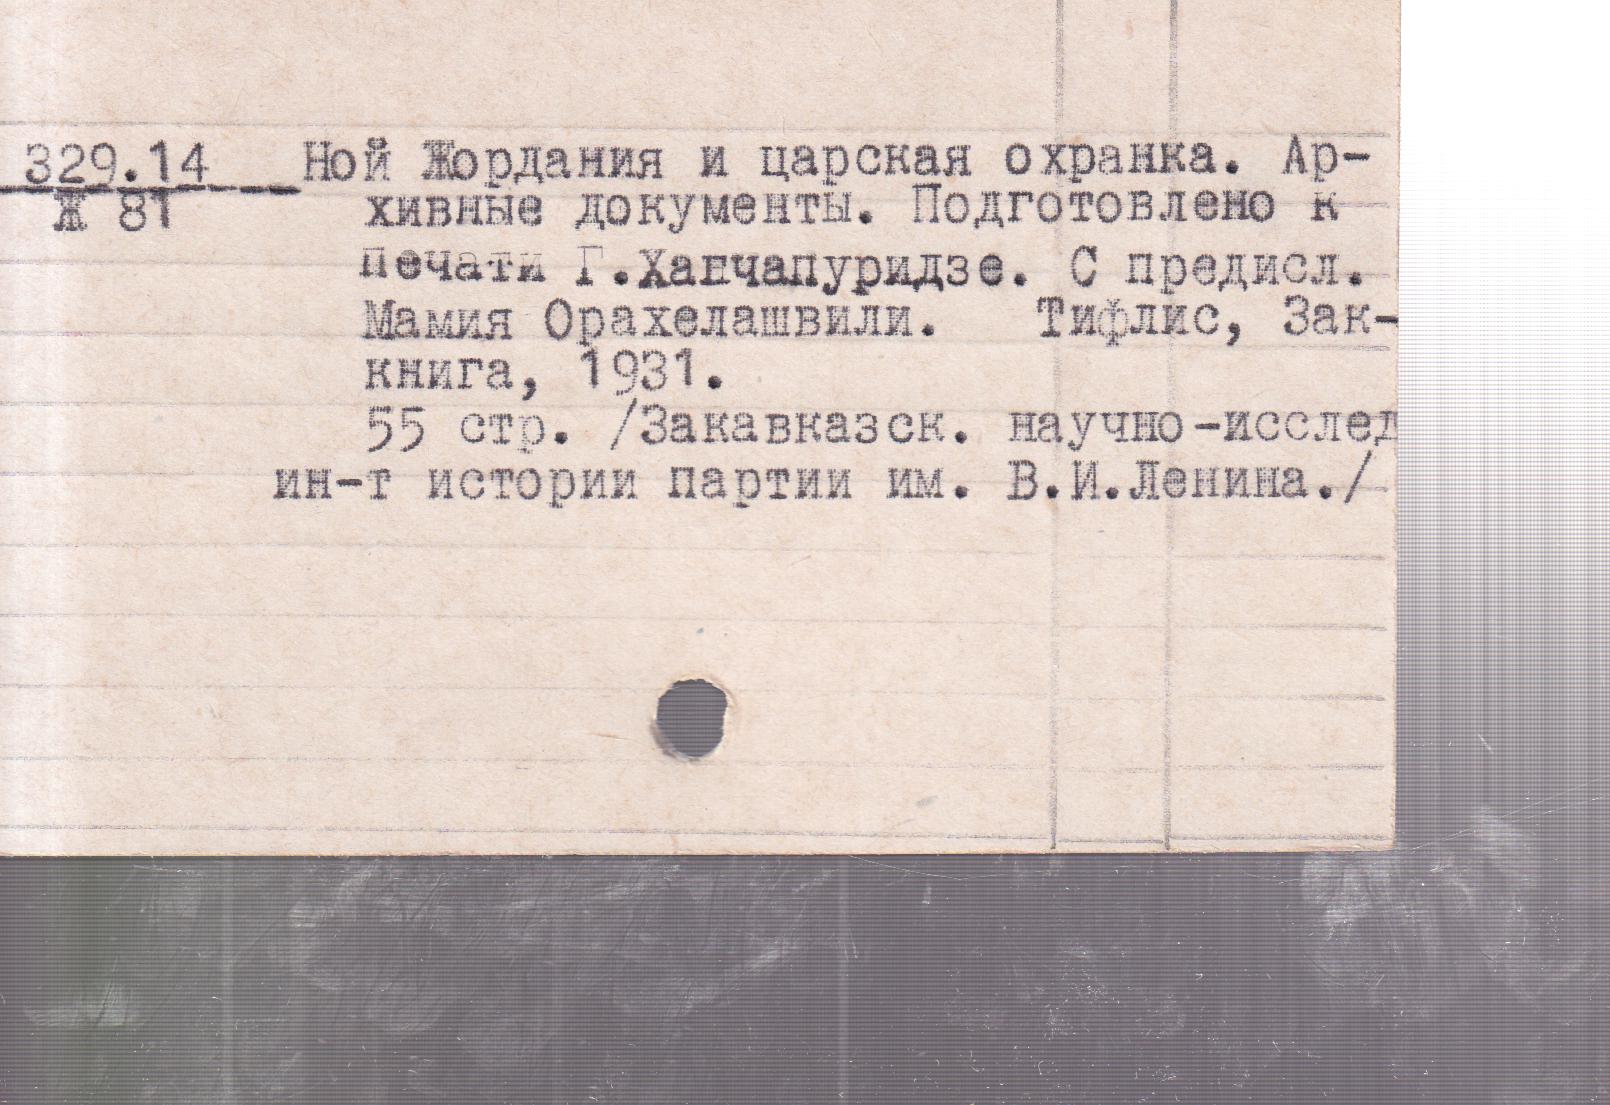 329.14 Ной Жордания и царская охранка. Ар-
Ж 81 хивные документы. Подготовлено к
печати Г.Хачапуридзе. С предисл.
Мамия Орахелашвили. Тифлис, Зак-
книга, 1931.
55 стр. /Закавказск. научно-исслед
ин-т истории партии им. В.И.Ленина./